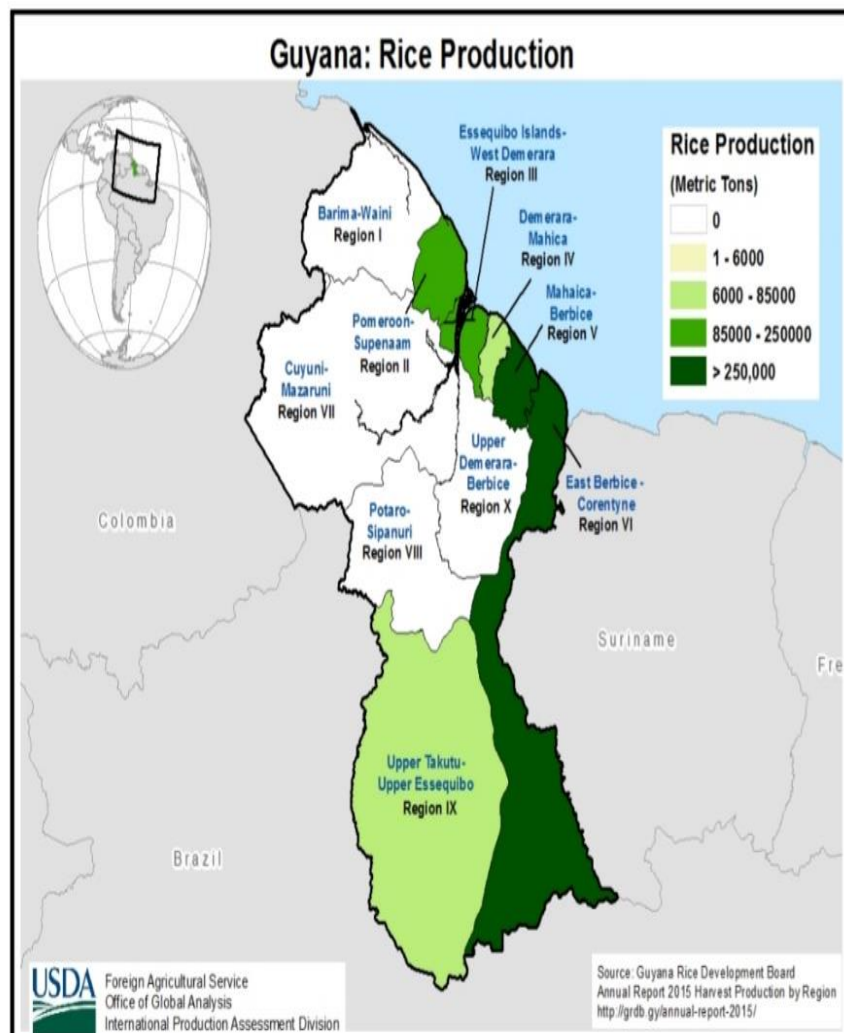 Guyana: Rice Production
Essequibo Islands-
West Demerara
Region III
Demerara-
Mahica
Region IV
Mahaica-
Berbice
Region V
Rice Production
(Metric Tons)
0
1 - 6000
6000 - 85000
85000 - 250000
> 250,000
Barima-Waini
Region I
Pomeroon-
Supenaam
Region II
Cuyuni-
Mazaruni
Region VII
Upper
Demerara-
Berbice
Region X
East Berbice -
Corentyne
Region VI
Potaro-
Sipanuri
Region VIII
Colombia
Suriname
Fre
Upper Takutu-
Upper Essequibo
Region IX
Brazil
USDA
Foreign Agricultural Service
Office of Global Analysis
International Production Assessment Division
Source: Guyana Rice Development Board
Annual Report 2015 Harvest Production by Region
http://grdb.gy/annual-report-2015/